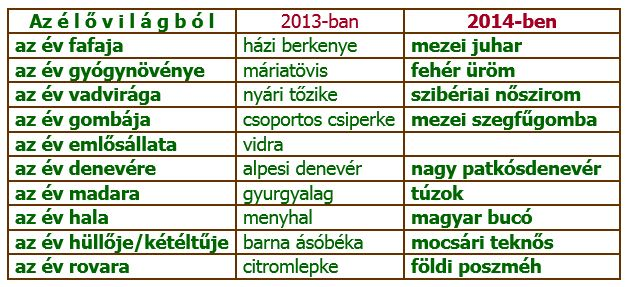 Az élővilágból 2013-ban 2014-ben
az év fafaja házi berkenye mezei juhar
az év gyógynövénye máriatövis fehér üröm
az év vadvirága nyári tőzike szibériai nőszirom
az év gombája csoportos csiperke mezei szegfűgomba
az év emlősállata vidra
az év denevére alpesi denevér nagy patkósdenevér
az év madara gyurgyalag túzok
az év hala menyhal magyar bucó
az év hüllője/kétéltűje barna ásóbéka mocsári teknős
az év rovara citromlepke földi poszméh